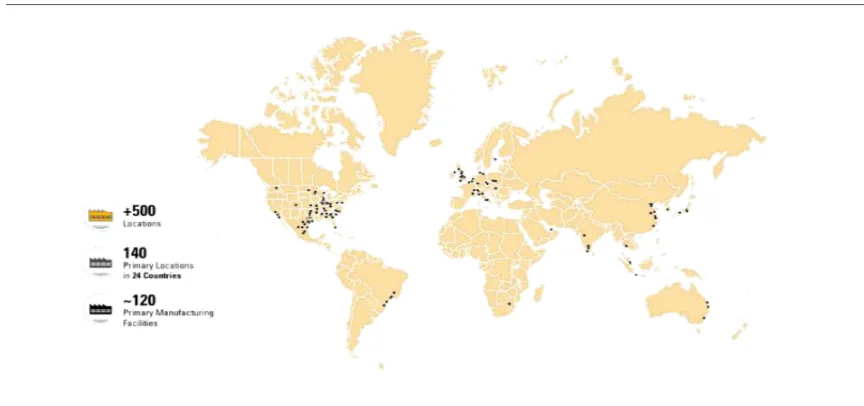 +500
Locations
140
Primary Locations
in 24 Countries
~120
Primary Manufacturing
Facilities